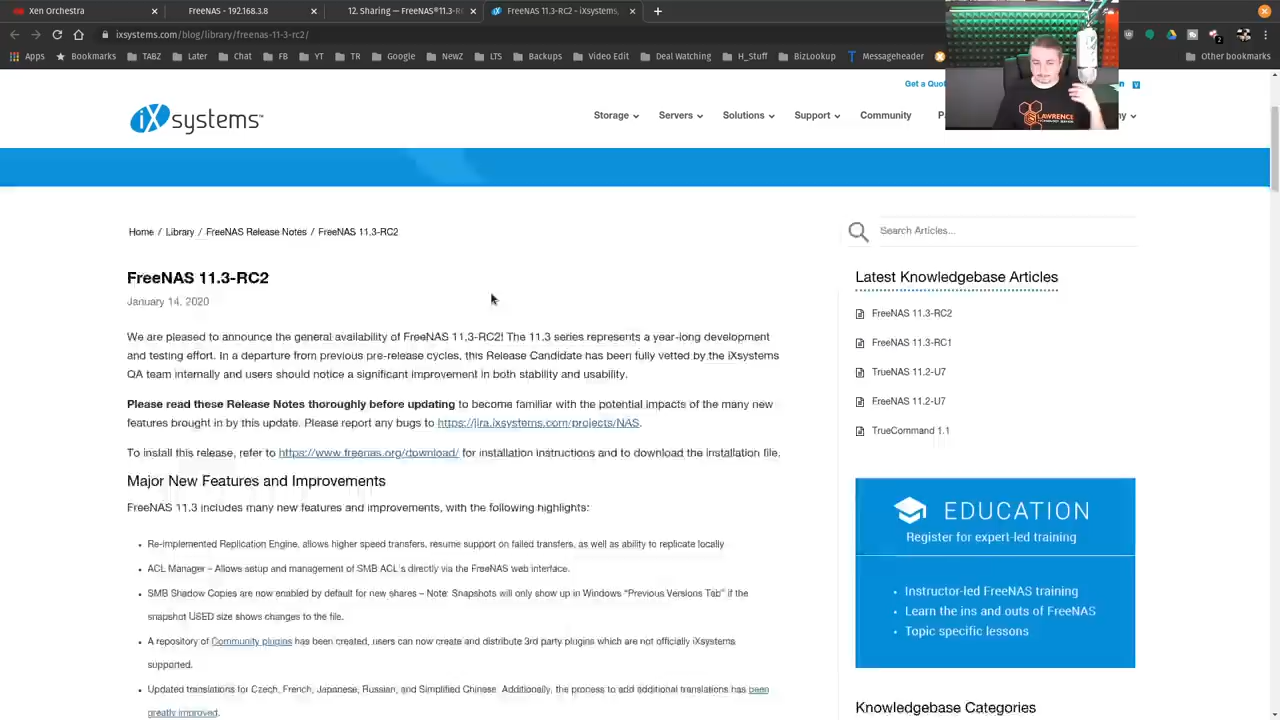 Xen Orchestra
FreeNAS - 192.168.3.8
12. Sharing — FreeNAS®11.3-R
FreeNAS 11.3-RC2 - iXsystems,
ixsystems.com/blog/library/freenas-11-3-rc2/
Apps
Bookmarks
TABZ
Later
CBL
FB
YT
TR
GOV
NewZ
LTS
Backups
Video Edit
Deal Watching
H_Stuff
BizLookup
Messageheader
Other bookmarks
Get a Quo
iXsystems
Storage
Servers
Solutions
Support
Community
LAWRENCE
Home / Library / FreeNAS Release Notes / FreeNAS 11.3-RC2
Search Articles...
FreeNAS 11.3-RC2
January 14, 2020
We are pleased to announce the general availability of FreeNAS 11.3-RC2! The 11.3 series represents a year-long development
and testing effort. In a departure from previous pre-release cycles, this Release Candidate has been fully vetted by the iXsystems
QA team internally and users should notice a significant improvement in both stability and usability.
Please read these Release Notes thoroughly before updating to become familiar with the potential impacts of the many new
features brought in by this update. Please report any bugs to https://jira.ixsystems.com/projects/NAS.
To install this release, refer to https://www.freenas.org/download/ for installation instructions and to download the installation file.
Major New Features and Improvements
FreeNAS 11.3 includes many new features and improvements, with the following highlights:
Re-implemented Replication Engine, allows higher speed transfers, resume support on failed transfers, as well as ability to replicate locally
ACL Manager – Allows setup and management of SMB ACL's directly via the FreeNAS web interface.
SMB Shadow Copies are now enabled by default for new shares – Note: Snapshots will only show up in Windows "Previous Versions Tab" if the
snapshot USED size shows changes to the file.
A repository of Community plugins has been created, users can now create and distribute 3rd party plugins which are not officially iXsystems
supported.
Updated translations for Czech, French, Japanese, Russian, and Simplified Chinese. Additionally, the process to add additional translations has been
greatly improved.
Latest Knowledgebase Articles
FreeNAS 11.3-RC2
FreeNAS 11.3-RC1
TrueNAS 11.2-U7
FreeNAS 11.2-U7
TrueCommand 1.1
EDUCATION
Register for expert-led training
Instructor-led FreeNAS training
Learn the ins and outs of FreeNAS
Topic specific lessons
Knowledgebase Categories